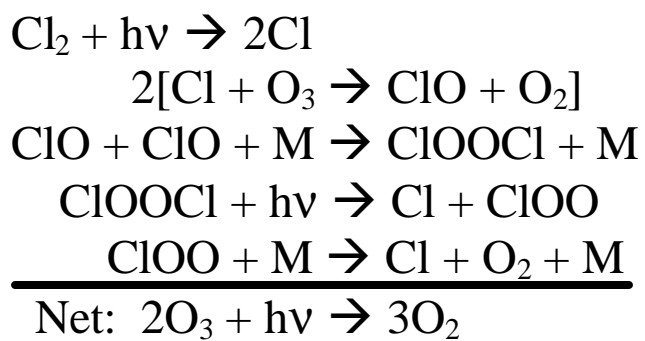 Cl₂ + hν → 2Cl
2[Cl + O₃ → ClO + O₂]
ClO + ClO + M → ClOOCl + M
ClOOCl + hν → Cl + ClOO
ClOO + M → Cl + O₂ + M
Net: 2O₃ + hν → 3O₂